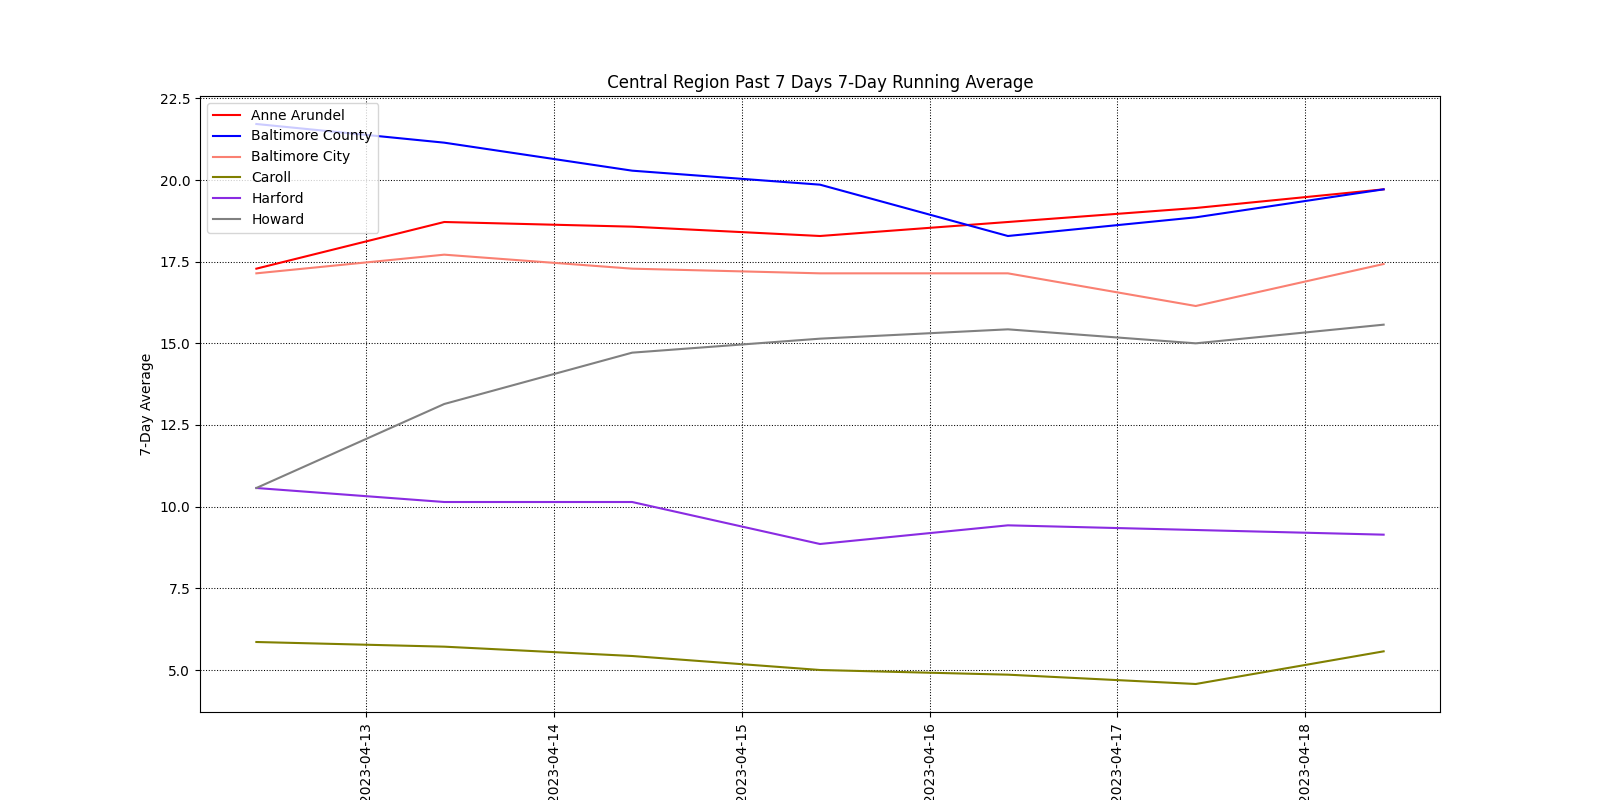 Central Region Past 7 Days 7-Day Running Average
22.5
20.0
17.5
15.0
12.5
10.0
7.5
5.0
7-Day Average
Anne Arundel
Baltimore County
Baltimore City
Caroll
Harford
Howard
2023-04-13
2023-04-14
2023-04-15
2023-04-16
2023-04-17
2023-04-18